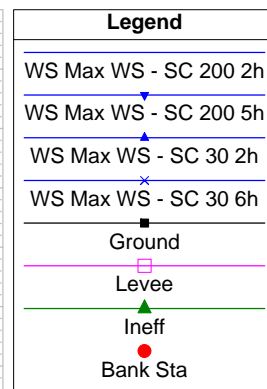 Legend
WS Max WS - SC 200 2h
WS Max WS - SC 200 5h
WS Max WS - SC 30 2h
WS Max WS - SC 30 6h
Ground
Levee
Ineff
Bank Sta